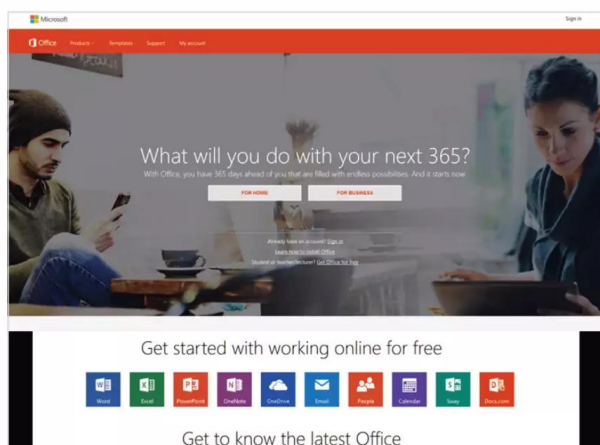 Microsoft
Sign in
Office Products Templates Support My account
What will you do with your next 365?
With Office, you have 365 days ahead of you that are filled with endless possibilities. And it starts now.
FOR HOME FOR BUSINESS
Already have an account? Sign in
Learn how to install Office
Student or teacher/lecturer? Get Office for free
Get started with working online for free
Word Excel PowerPoint OneNote OneDrive Email People Calendar Sway Docs.com
Get to know the latest Office